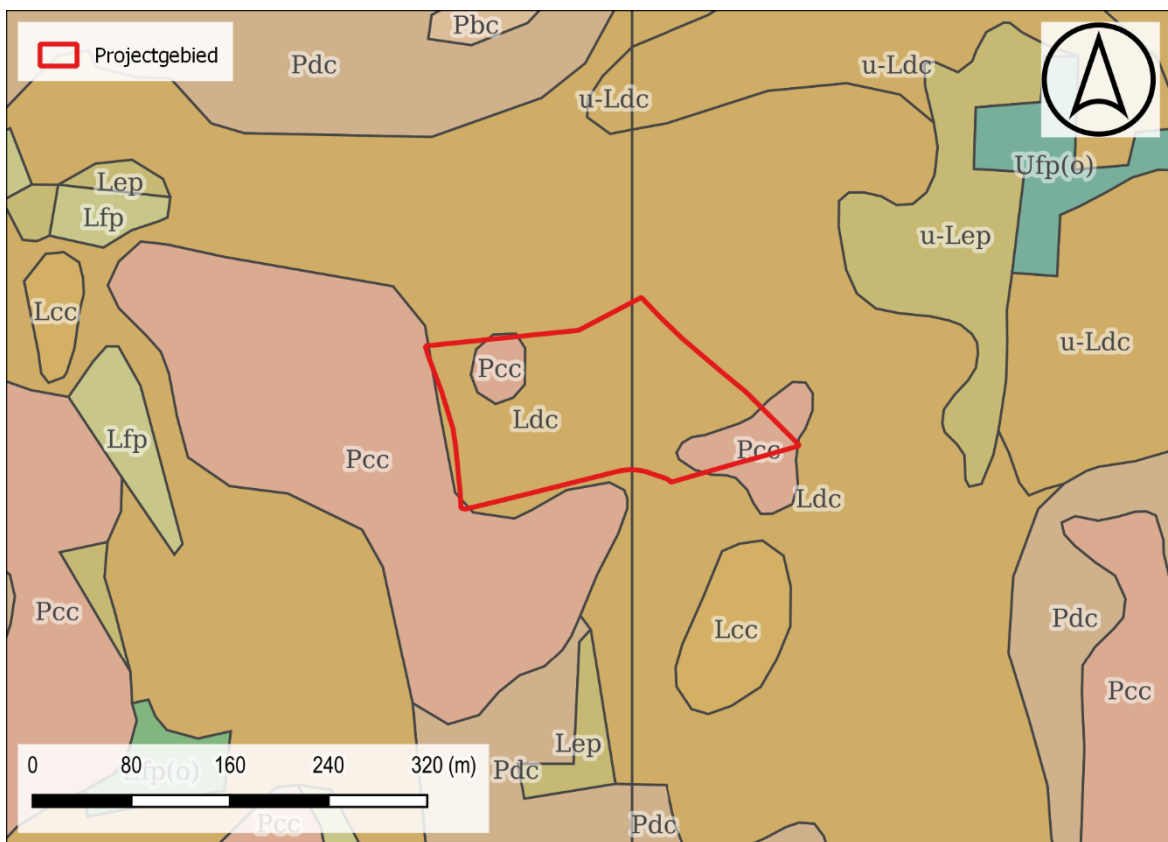 Pbc
Projectgebied
Pdc
u-Ldc
u-Ldc
Ufp(o)
Lep
Lfp
u-Lep
Lcc
u-Ldc
Pcc
Ldc
Lfp
Pcc
Pcc
Ldc
Pcc
Pdc
Lcc
Pcc
Lep
0 80 160 240 320 (m)
Pdc
Lfp(o)
Pcc
Pdc